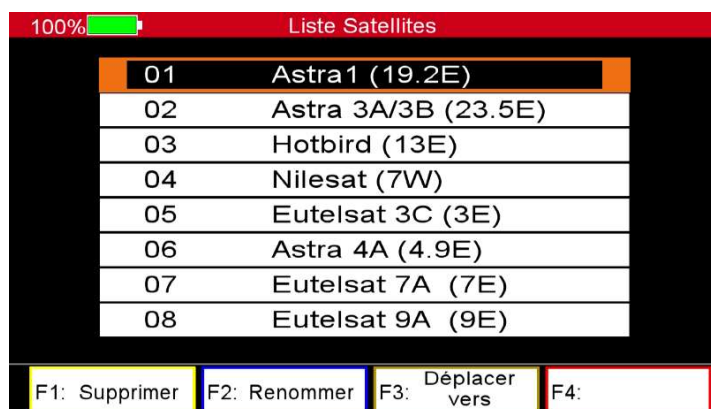 100% Liste Satellites
01 Astra1 (19.2E)
02 Astra 3A/3B (23.5E)
03 Hotbird (13E)
04 Nilesat (7W)
05 Eutelsat 3C (3E)
06 Astra 4A (4.9E)
07 Eutelsat 7A (7E)
08 Eutelsat 9A (9E)
F1: Supprimer
F2: Renommer
F3: Déplacer
vers
F4: